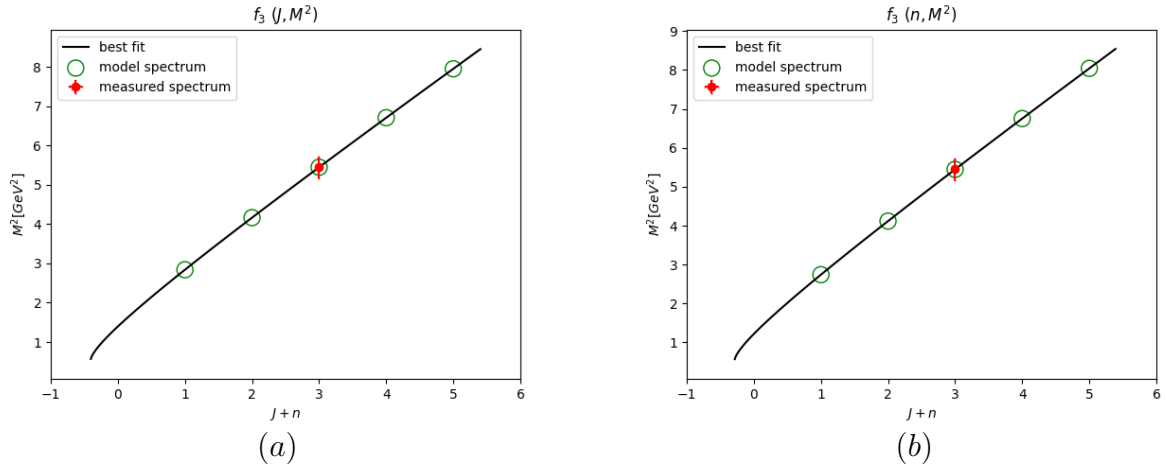 f₃ (J, M²)
best fit
model spectrum
measured spectrum
M²[GeV²]
8
7
6
5
4
3
2
1
−1 0 1 2 3 4 5 6
J + n
(a)
f₃ (n, M²)
best fit
model spectrum
measured spectrum
M²[GeV²]
9
8
7
6
5
4
3
2
1
−1 0 1 2 3 4 5 6
J + n
(b)